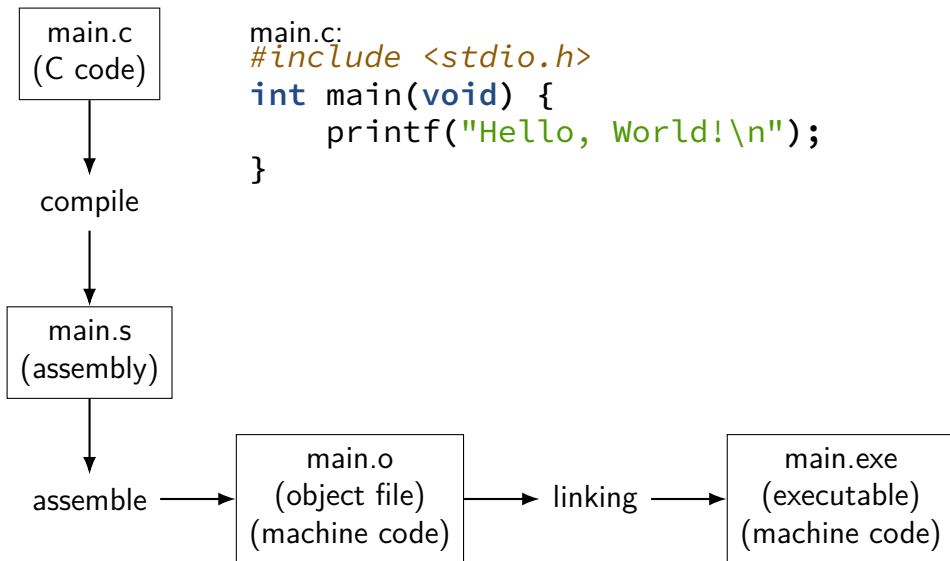 main.c
(C code)
main.c:
#include <stdio.h>
int main(void) {
    printf("Hello, World!\n");
}
compile
main.s
(assembly)
assemble
main.o
(object file)
(machine code)
linking
main.exe
(executable)
(machine code)